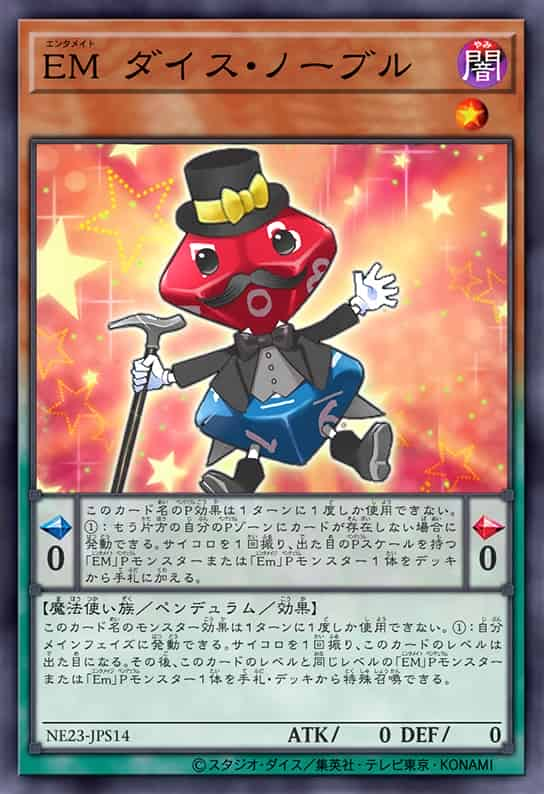 エンタメイト
EM ダイス・ノーブル
やみ
闇
このカード名のP効果は1ターンに1度しか使用できない。
①:もう片方の自分のPゾーンにカードが存在しない場合に
発動できる。サイコロを1回振り、出た目のPスケールを持つ
「EM」Pモンスターまたは「Em」Pモンスター1体をデッキ
から手札に加える。
0
0
【魔法使い族/ペンデュラム/効果】
このカード名のモンスター効果は1ターンに1度しか使用できない。①:自分
メインフェイズに発動できる。サイコロを1回振り、このカードのレベルは
出た目になる。その後、このカードのレベルと同じレベルの「EM」Pモンスター
または「Em」Pモンスター1体を手札・デッキから特殊召喚できる。
NE23-JPS14
ATK/ 0 DEF/ 0
©スタジオ・ダイス/集英社・テレビ東京・KONAMI